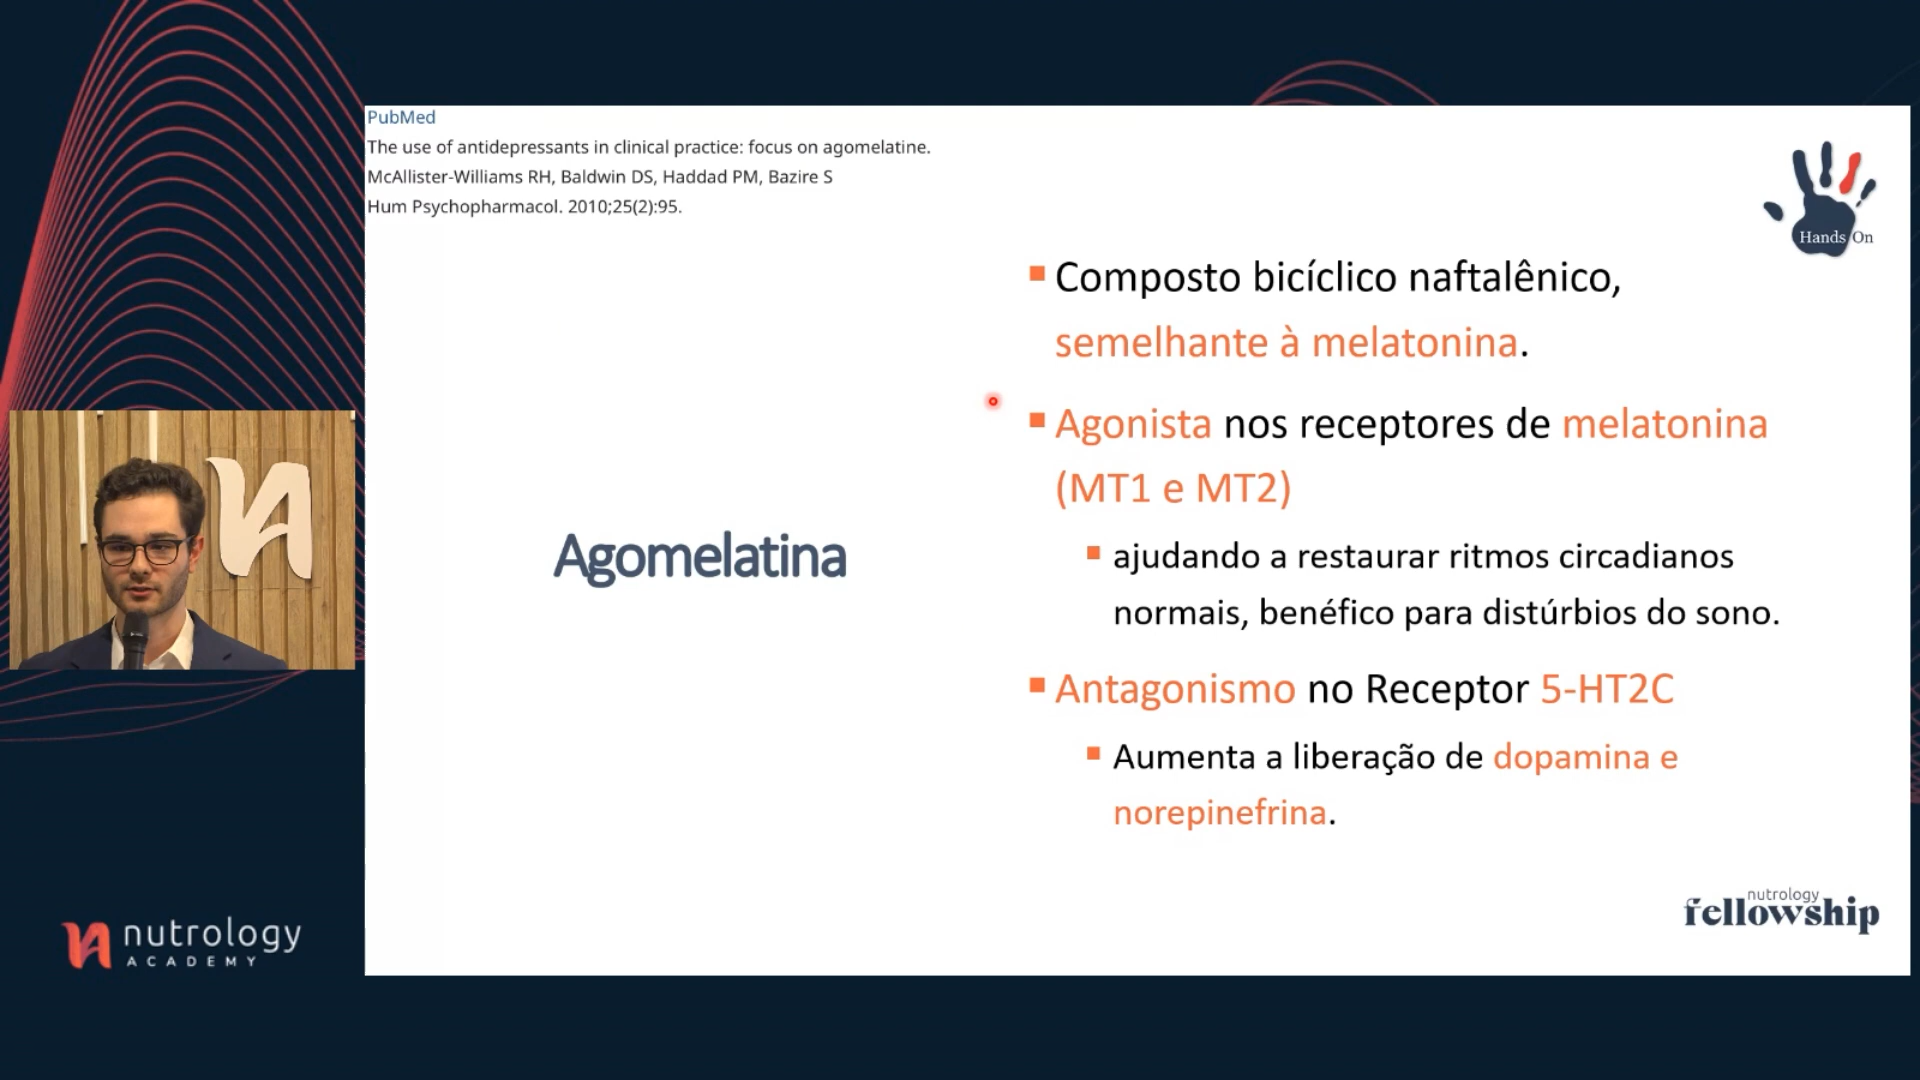 PubMed
The use of antidepressants in clinical practice: focus on agomelatine.
McAllister-Williams RH, Baldwin DS, Haddad PM, Bazire S
Hum Psychopharmacol. 2010;25(2):95.
Hands On
Agomelatina
Composto bicíclico naftalênico,
semelhante à melatonina.
Agonista nos receptores de melatonina
(MT1 e MT2)
ajudando a restaurar ritmos circadianos
normais, benéfico para distúrbios do sono.
Antagonismo no Receptor 5-HT2C
Aumenta a liberação de dopamina e
norepinefrina.
nutrology
fellowship
nutrology
ACADEMY